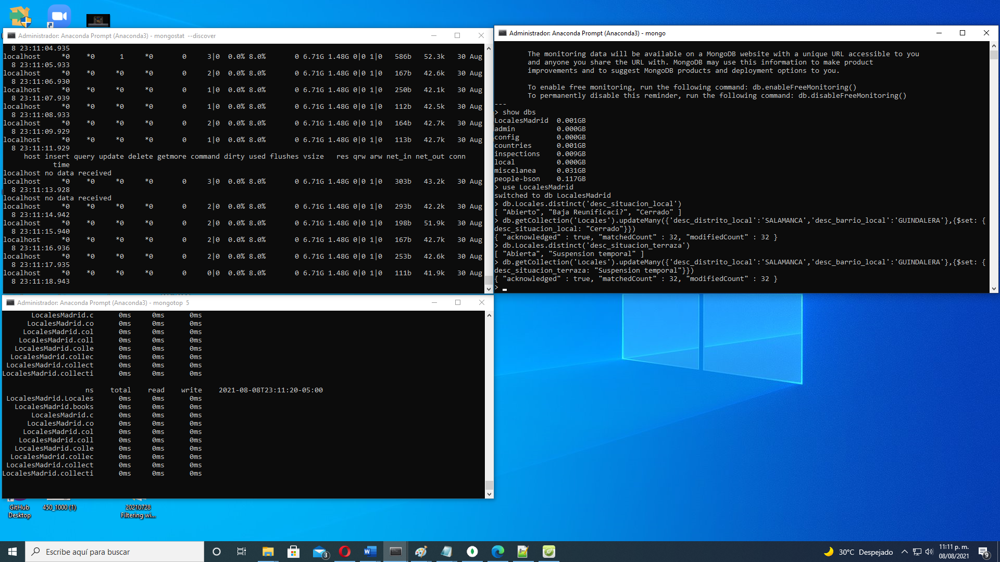 Administrador: Anaconda Prompt (Anaconda3) - mongostat  --discover
  8 23:11:04.935
localhost     *0     *0      1     *0       0     3|0  0.0% 8.0%       0 6.71G 1.48G 0|0 1|0   586b   52.3k   30 Aug
  8 23:11:05.933
localhost     *0     *0     *0     *0       0     2|0  0.0% 8.0%       0 6.71G 1.48G 0|0 1|0   167b   42.6k   30 Aug
  8 23:11:06.930
localhost     *0     *0     *0     *0       0     1|0  0.0% 8.0%       0 6.71G 1.48G 0|0 1|0   250b   42.1k   30 Aug
  8 23:11:07.939
localhost     *0     *0     *0     *0       0     1|0  0.0% 8.0%       0 6.71G 1.48G 0|0 1|0   112b   42.5k   30 Aug
  8 23:11:08.933
localhost     *0     *0     *0     *0       0     2|0  0.0% 8.0%       0 6.71G 1.48G 0|0 1|0   164b   42.7k   30 Aug
  8 23:11:09.929
localhost     *0     *0     *0     *0       0     1|0  0.0% 8.0%       0 6.71G 1.48G 0|0 1|0   113b   42.7k   30 Aug
  8 23:11:11.929
     host insert query update delete getmore command dirty used flushes vsize   res qrw arw net_in net_out conn
            time
localhost no data received
localhost     *0     *0     *0     *0       0     3|0  0.0% 8.0%       0 6.71G 1.48G 0|0 1|0   303b   43.2k   30 Aug
  8 23:11:13.928
localhost no data received
localhost     *0     *0     *0     *0       0     2|0  0.0% 8.0%       0 6.71G 1.48G 0|0 1|0   293b   42.2k   30 Aug
  8 23:11:14.942
localhost     *0     *0     *0     *0       0     2|0  0.0% 8.0%       0 6.71G 1.48G 0|0 1|0   198b   51.9k   30 Aug
  8 23:11:15.940
localhost     *0     *0     *0     *0       0     2|0  0.0% 8.0%       0 6.71G 1.48G 0|0 1|0   167b   42.7k   30 Aug
  8 23:11:16.936
localhost     *0     *0     *0     *0       0     2|0  0.0% 8.0%       0 6.71G 1.48G 0|0 1|0   253b   42.6k   30 Aug
  8 23:11:17.935
localhost     *0     *0     *0     *0       0     0|0  0.0% 8.0%       0 6.71G 1.48G 0|0 1|0   111b   41.9k   30 Aug
  8 23:11:18.943
Administrador: Anaconda Prompt (Anaconda3) - mongo
The monitoring data will be available on a MongoDB website with a unique URL accessible to you
and anyone you share the URL with. MongoDB may use this information to make product
improvements and to suggest MongoDB products and deployment options to you.
To enable free monitoring, run the following command: db.enableFreeMonitoring()
To permanently disable this reminder, run the following command: db.disableFreeMonitoring()
---
> show dbs
LocalesMadrid  0.001GB
admin          0.000GB
config         0.000GB
countries      0.001GB
inspections    0.009GB
local          0.000GB
miscelanea     0.031GB
people-bson    0.117GB
> use LocalesMadrid
switched to db LocalesMadrid
> db.Locales.distinct('desc_situacion_local')
[ "Abierto", "Baja Reunificaci?", "Cerrado" ]
> db.getCollection('Locales').updateMany({'desc_distrito_local':'SALAMANCA','desc_barrio_local':'GUINDALERA'},{$set: {
desc_situacion_local: "Cerrado"}})
{ "acknowledged" : true, "matchedCount" : 32, "modifiedCount" : 32 }
> db.Locales.distinct('desc_situacion_terraza')
[ "Abierta", "Suspension temporal" ]
> db.getCollection('Locales').updateMany({'desc_distrito_local':'SALAMANCA','desc_barrio_local':'GUINDALERA'},{$set: {
desc_situacion_terraza: "Suspension temporal"}})
{ "acknowledged" : true, "matchedCount" : 32, "modifiedCount" : 32 }
>
Administrador: Anaconda Prompt (Anaconda3) - mongotop  5
LocalesMadrid.c      0ms     0ms      0ms
LocalesMadrid.co      0ms     0ms      0ms
LocalesMadrid.col      0ms     0ms      0ms
LocalesMadrid.coll      0ms     0ms      0ms
LocalesMadrid.colle      0ms     0ms      0ms
LocalesMadrid.collec      0ms     0ms      0ms
LocalesMadrid.collect      0ms     0ms      0ms
LocalesMadrid.collecti      0ms     0ms      0ms
ns    total    read    write    2021-08-08T23:11:20-05:00
LocalesMadrid.Locales      0ms     0ms      0ms
LocalesMadrid.books      0ms     0ms      0ms
LocalesMadrid.c      0ms     0ms      0ms
LocalesMadrid.co      0ms     0ms      0ms
LocalesMadrid.col      0ms     0ms      0ms
LocalesMadrid.coll      0ms     0ms      0ms
LocalesMadrid.colle      0ms     0ms      0ms
LocalesMadrid.collec      0ms     0ms      0ms
LocalesMadrid.collect      0ms     0ms      0ms
LocalesMadrid.collecti      0ms     0ms      0ms
GitHub
Desktop
450_1000 (1)
20210728
Filtering wi...
Escribe aquí para buscar
3
30°C  Despejado
11:11 p. m.
08/08/2021
9